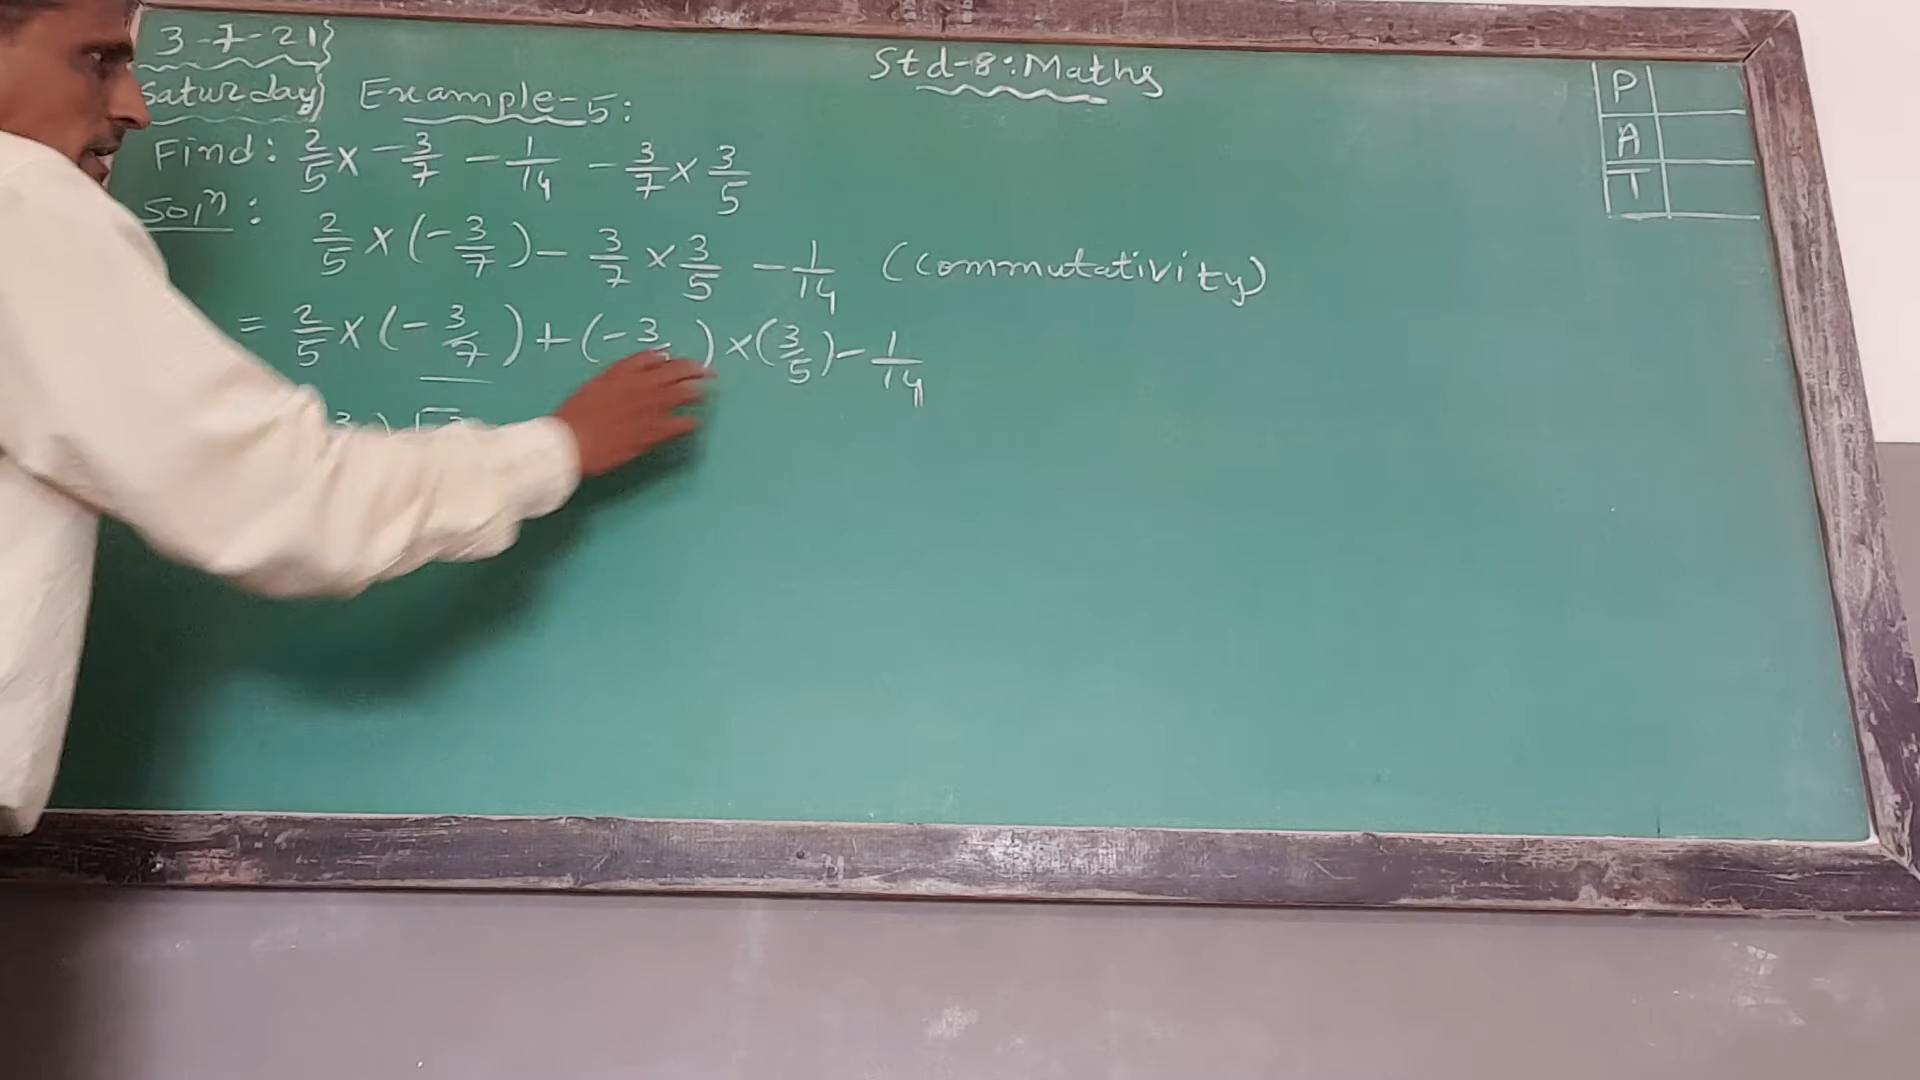 3-7-21}
Std-8:Maths
Saturday} Example-5:
Find: 2/5 × -3/7 - 1/14 - 3/7 × 3/5
Solⁿ:
2/5 × (-3/7) - 3/7 × 3/5 - 1/14 (commutativity)
= 2/5 × (-3/7) + (-3/7) × (3/5) - 1/14
P
A
T